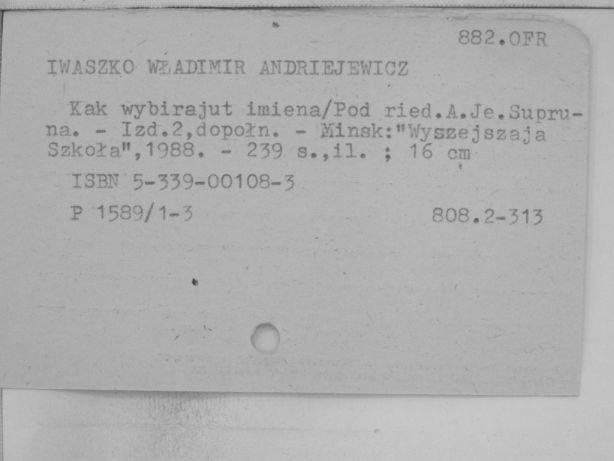 882.0FR
IWASZKO WŁADIMIR ANDRIEJEWICZ
Kak wybirajut imiena/Pod ried.A.Je.Supru-
na. - Izd.2,dopołn. - Minsk:"Wyszejszaja
Szkoła",1988. - 239 s.,il. ; 16 cm
ISBN 5-339-00108-3
P 1589/1-3 808.2-313